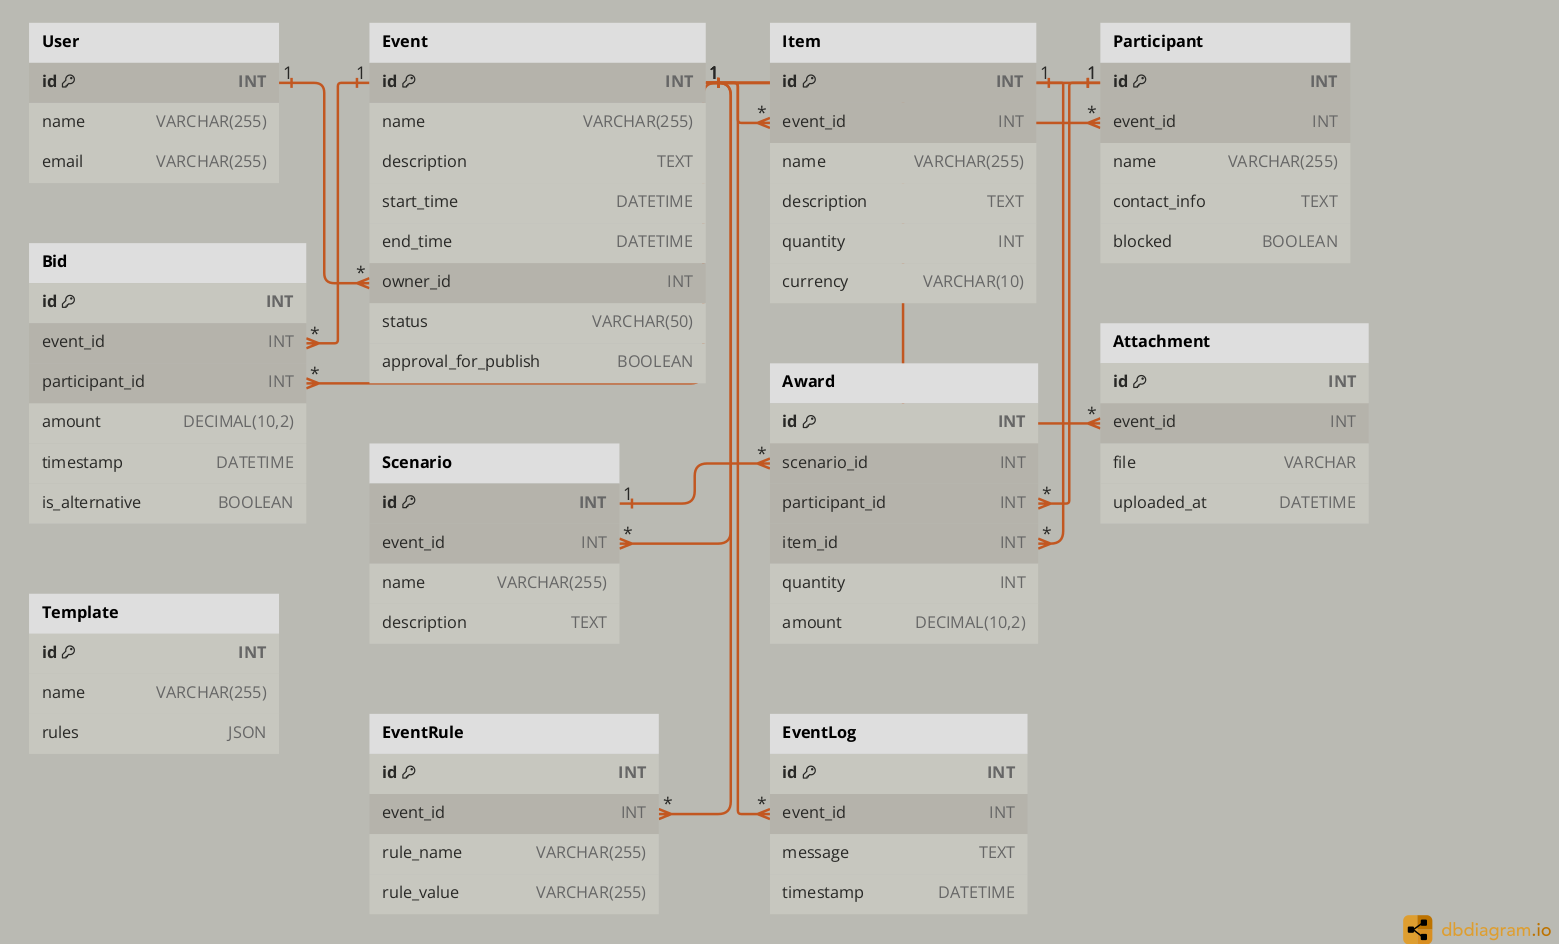 User
id INT
name VARCHAR(255)
email VARCHAR(255)
Event
id INT
name VARCHAR(255)
description TEXT
start_time DATETIME
end_time DATETIME
owner_id INT
status VARCHAR(50)
approval_for_publish BOOLEAN
Item
id INT
event_id INT
name VARCHAR(255)
description TEXT
quantity INT
currency VARCHAR(10)
Participant
id INT
event_id INT
name VARCHAR(255)
contact_info TEXT
blocked BOOLEAN
Bid
id INT
event_id INT
participant_id INT
amount DECIMAL(10,2)
timestamp DATETIME
is_alternative BOOLEAN
Scenario
id INT
event_id INT
name VARCHAR(255)
description TEXT
Award
id INT
scenario_id INT
participant_id INT
item_id INT
quantity INT
amount DECIMAL(10,2)
Attachment
id INT
event_id INT
file VARCHAR
uploaded_at DATETIME
Template
id INT
name VARCHAR(255)
rules JSON
EventRule
id INT
event_id INT
rule_name VARCHAR(255)
rule_value VARCHAR(255)
EventLog
id INT
event_id INT
message TEXT
timestamp DATETIME
1
1
1
1
1
1
*
*
*
*
*
*
*
*
*
*
*
*
dbdiagram.io